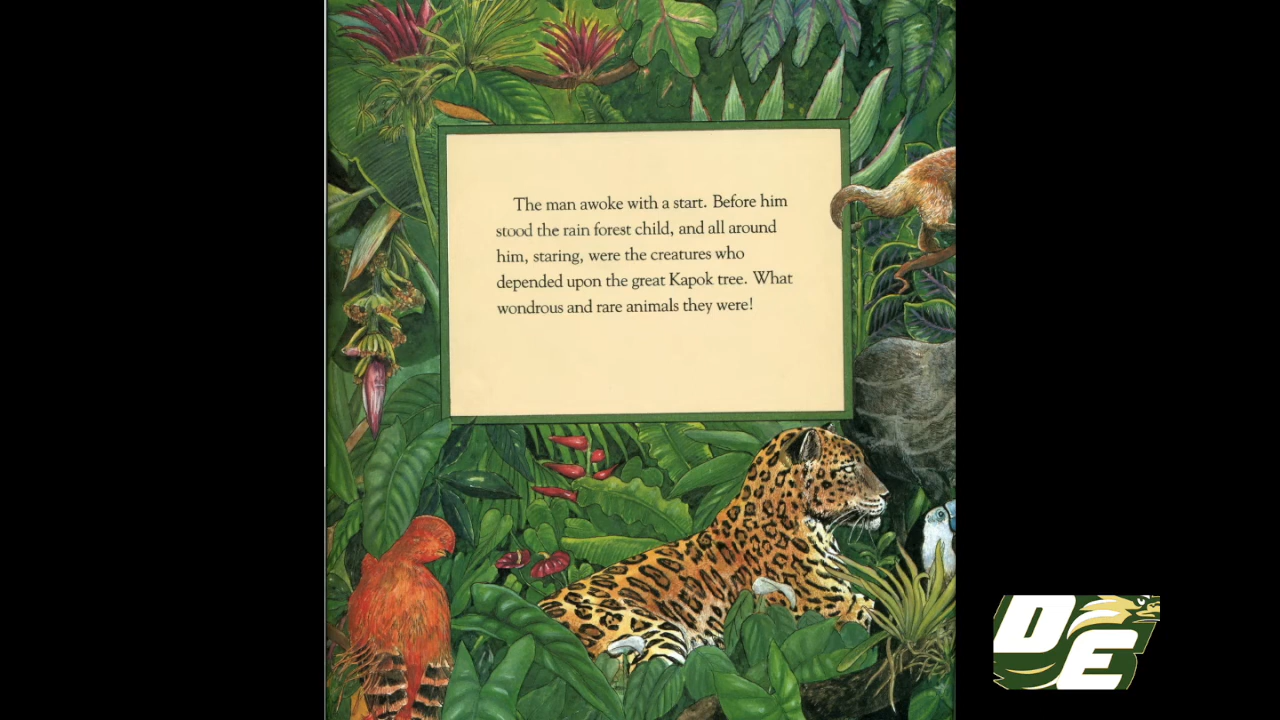 The man awoke with a start. Before him
stood the rain forest child, and all around
him, staring, were the creatures who
depended upon the great Kapok tree. What
wondrous and rare animals they were!
DE